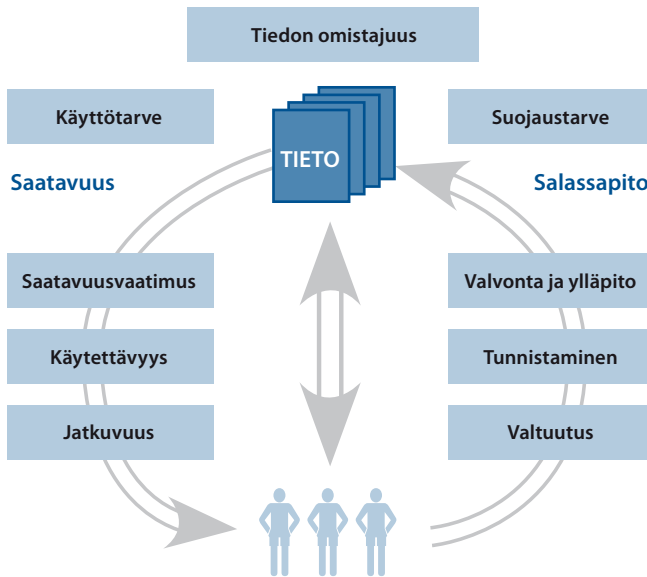 Tiedon omistajuus
Käyttötarve
Suojaustarve
TIETO
Saatavuus
Salassapito
Saatavuusvaatimus
Valvonta ja ylläpito
Käytettävyys
Tunnistaminen
Jatkuvuus
Valtuutus